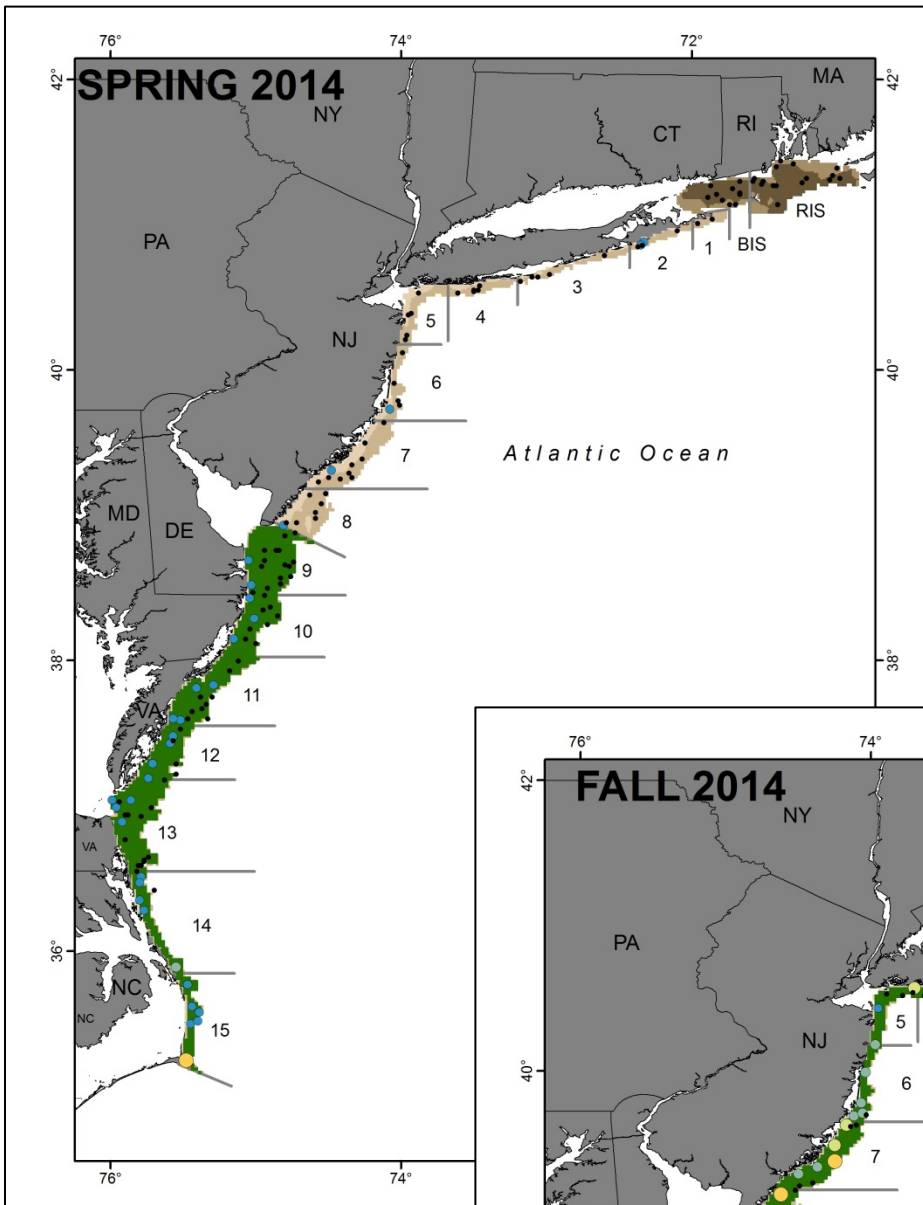 76°
74°
72°
42°
42°
SPRING 2014
NY
MA
CT
RI
RIS
BIS
PA
1
2
3
4
5
NJ
40°
40°
6
Atlantic Ocean
7
MD
DE
8
9
10
38°
38°
11
VA
12
13
VA
14
36°
NC
NC
15
76°
74°
76°
74°
42°
FALL 2014
NY
PA
5
NJ
40°
6
7